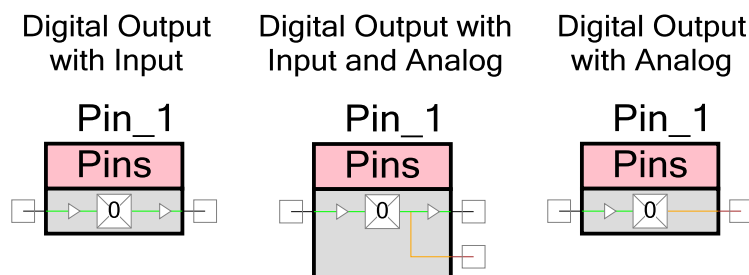 Digital Output
with Input
Digital Output with
Input and Analog
Digital Output
with Analog
Pin_1
Pin_1
Pin_1
Pins
Pins
Pins
0
0
0